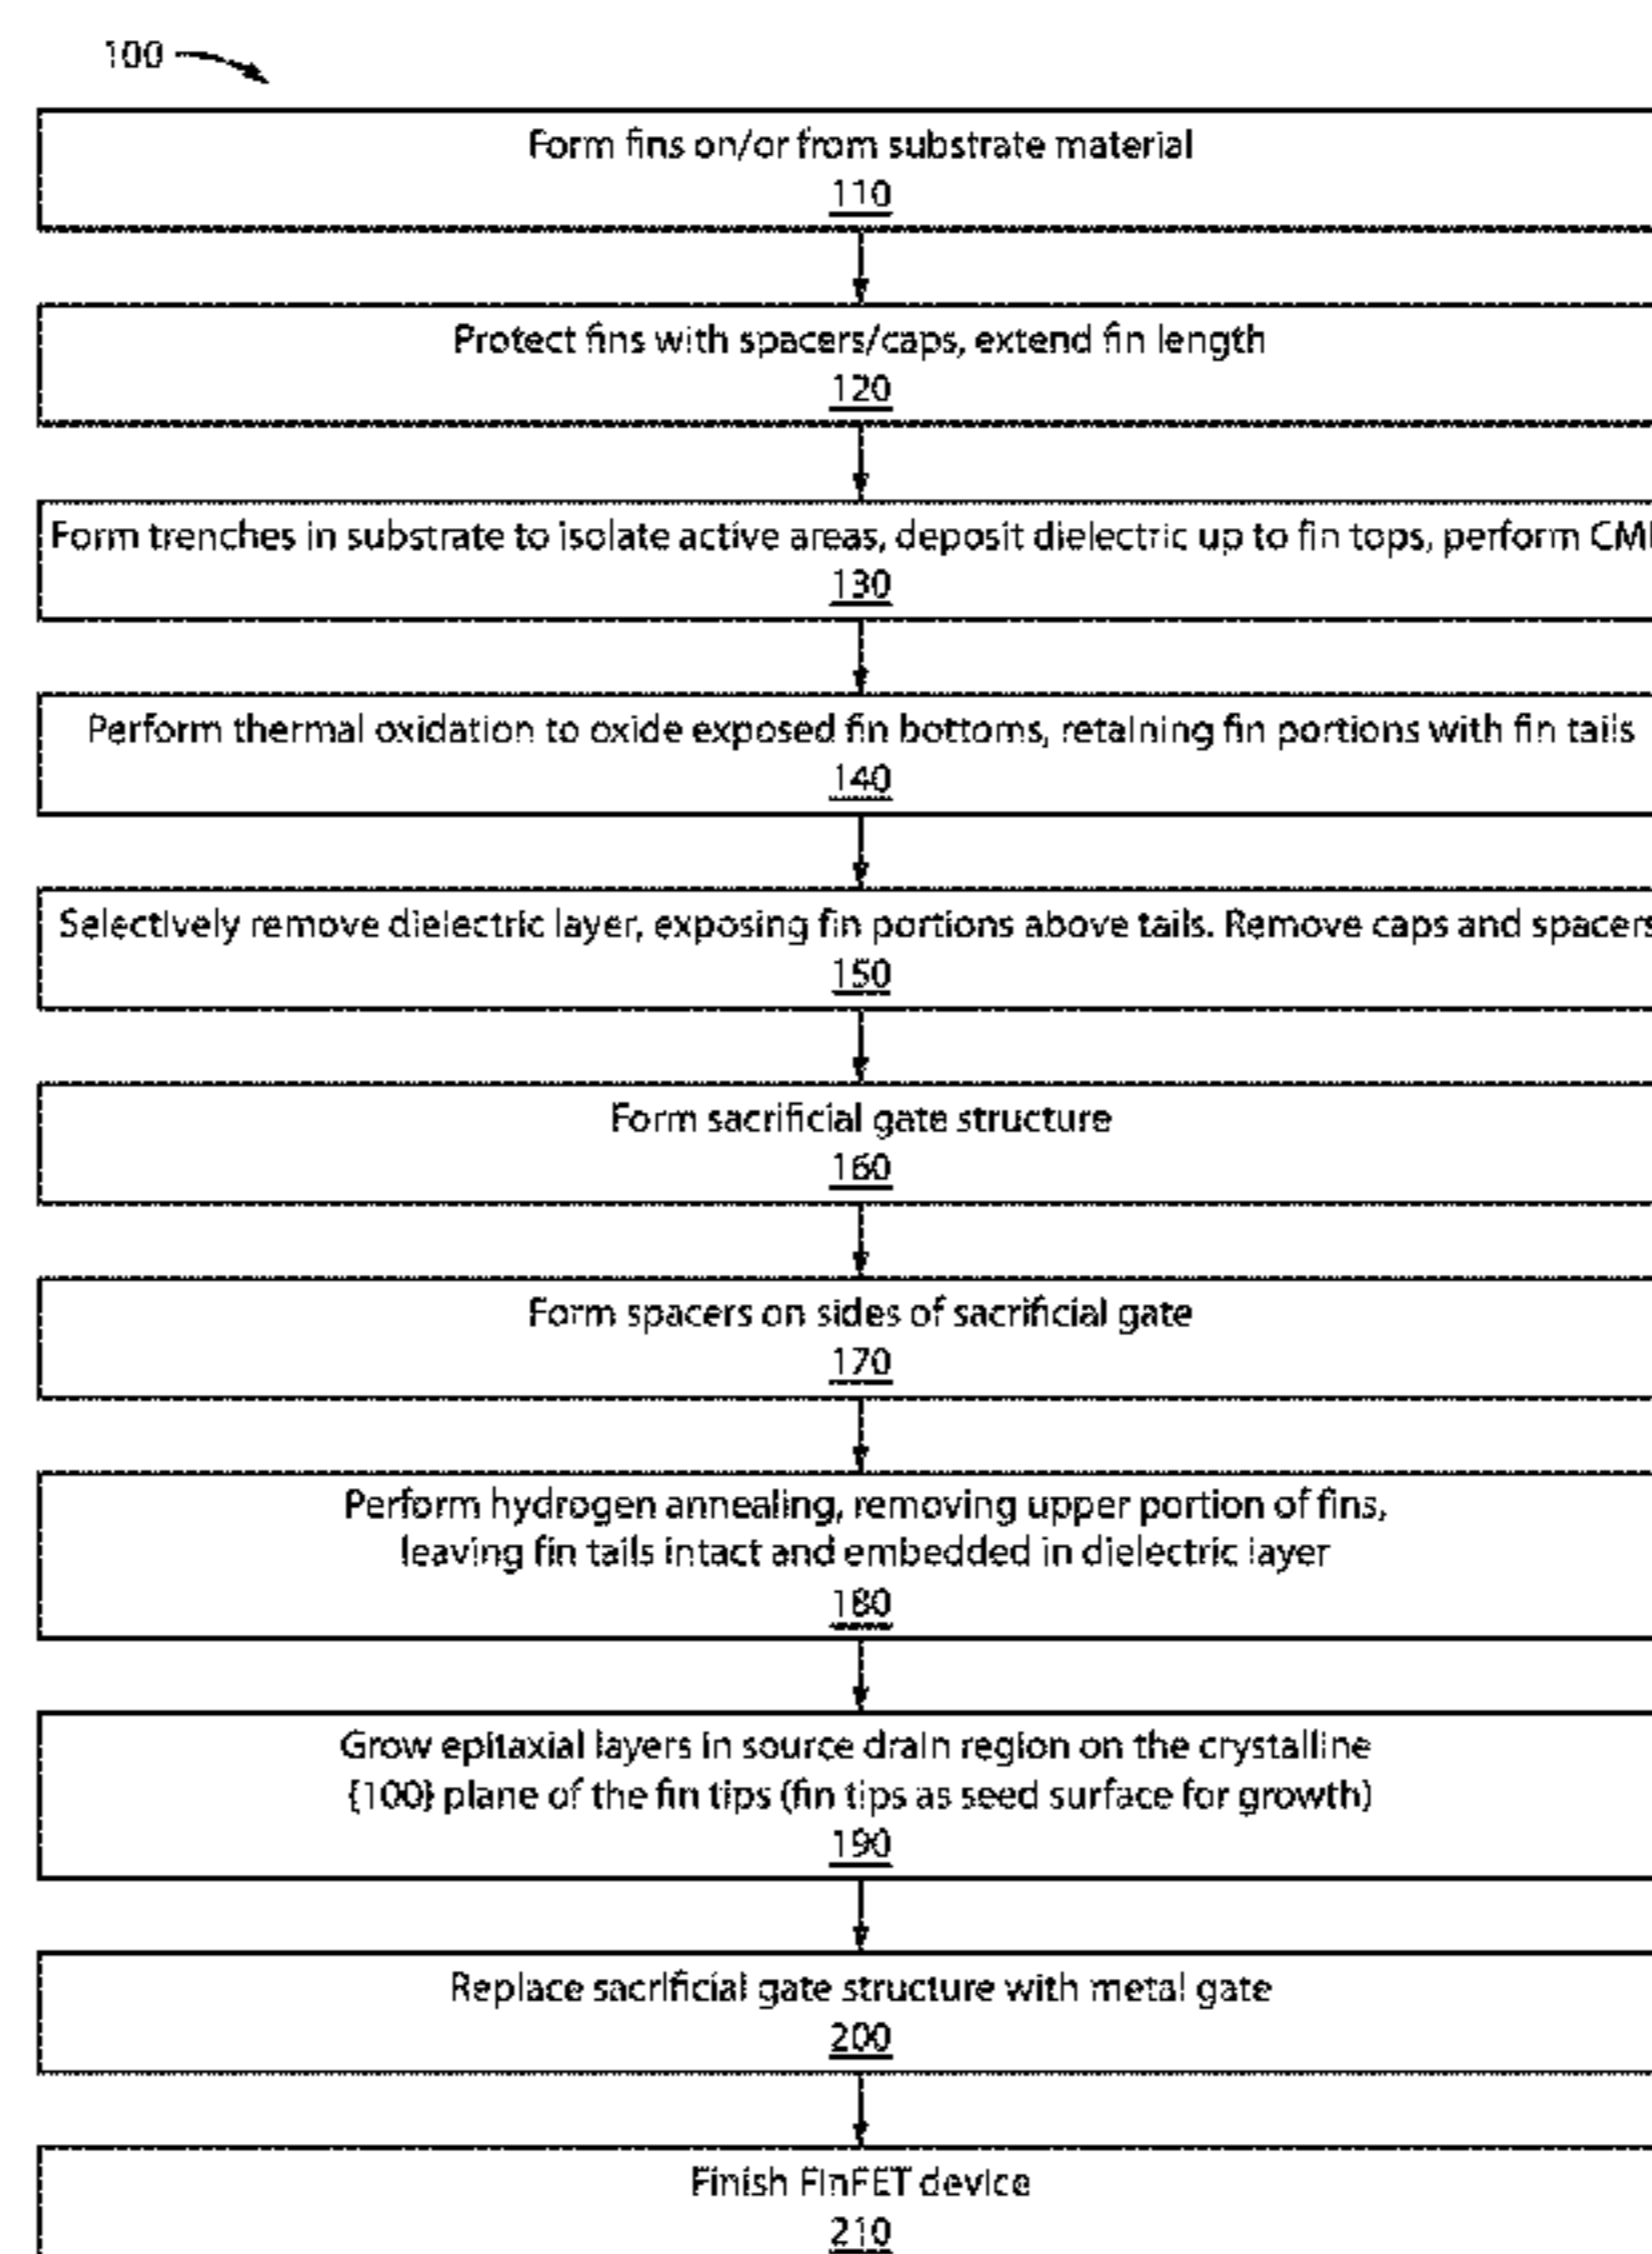 100
Form fins on/or from substrate material
110
Protect fins with spacers/caps, extend fin length
120
Form trenches in substrate to isolate active areas, deposit dielectric up to fin tops, perform
130
Perform thermal oxidation to oxide exposed fin bottoms, retaining fin portions with fin tails
140
Selectively remove dielectric layer, exposing fin portions above tails. Remove caps and spacers
150
Form sacrificial gate structure
160
Form spacers on sides of sacrificial gate
170
Perform hydrogen annealing, removing upper portion of fins,
leaving fin tails intact and embedded in dielectric layer
180
Grow epitaxial layers in source drain region on the crystalline
{100} plane of the fin tips (fin tips as seed surface for growth)
190
Replace sacrificial gate structure with metal gate
200
Finish FinFET device
210